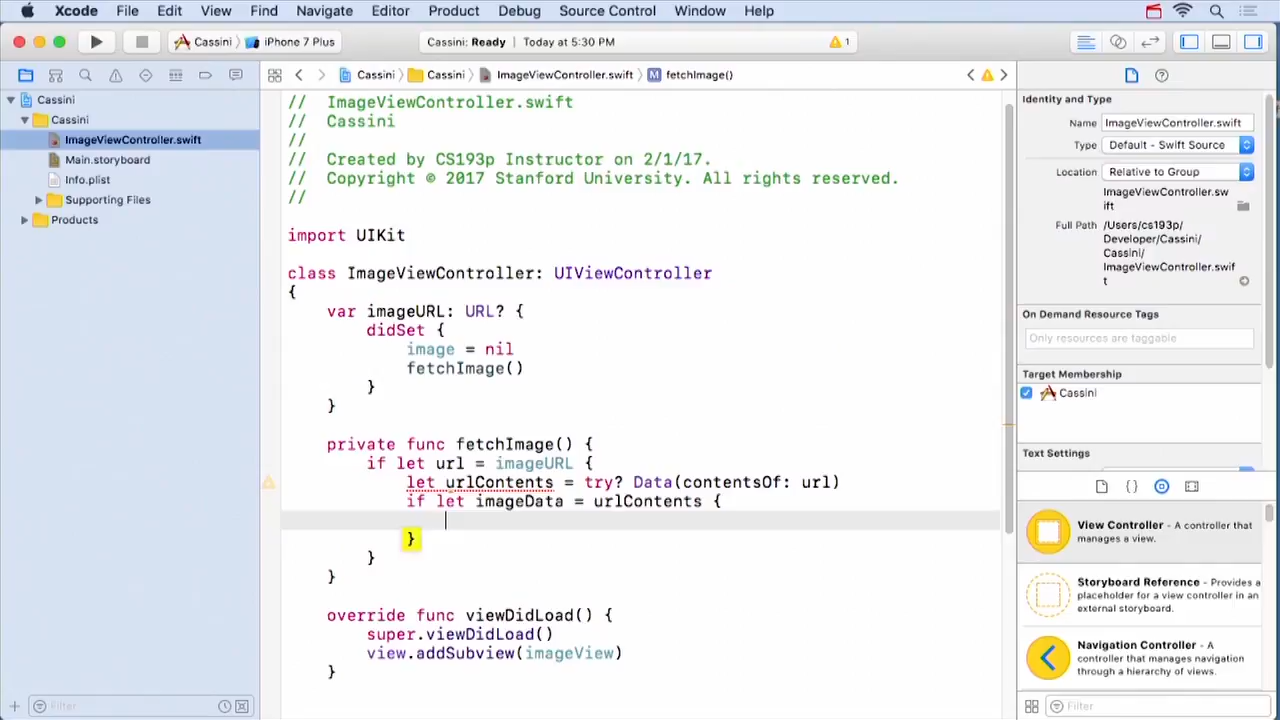 Xcode File Edit View Find Navigate Editor Product Debug Source Control Window Help
Cassini iPhone 7 Plus
Cassini: Ready | Today at 5:30 PM
1
Cassini Cassini ImageViewController.swift fetchImage()
Cassini
Cassini
ImageViewController.swift
Main.storyboard
Info.plist
Supporting Files
Products
Filter
// ImageViewController.swift
// Cassini
//
// Created by CS193p Instructor on 2/1/17.
// Copyright © 2017 Stanford University. All rights reserved.
//
import UIKit
class ImageViewController: UIViewController
{
var imageURL: URL? {
didSet {
image = nil
fetchImage()
}
}
private func fetchImage() {
if let url = imageURL {
let urlContents = try? Data(contentsOf: url)
if let imageData = urlContents {
}
}
}
override func viewDidLoad() {
super.viewDidLoad()
view.addSubview(imageView)
}
Identity and Type
Name ImageViewController.swift
Type Default - Swift Source
Location Relative to Group
ImageViewController.sw
ift
Full Path /Users/cs193p/
Developer/Cassini/
Cassini/
ImageViewController.swif
t
On Demand Resource Tags
Only resources are taggable
Target Membership
Cassini
Text Settings
{ }
View Controller - A controller that
manages a view.
Storyboard Reference - Provides a
placeholder for a view controller in an
external storyboard.
Navigation Controller - A
controller that manages navigation
through a hierarchy of views.
Filter